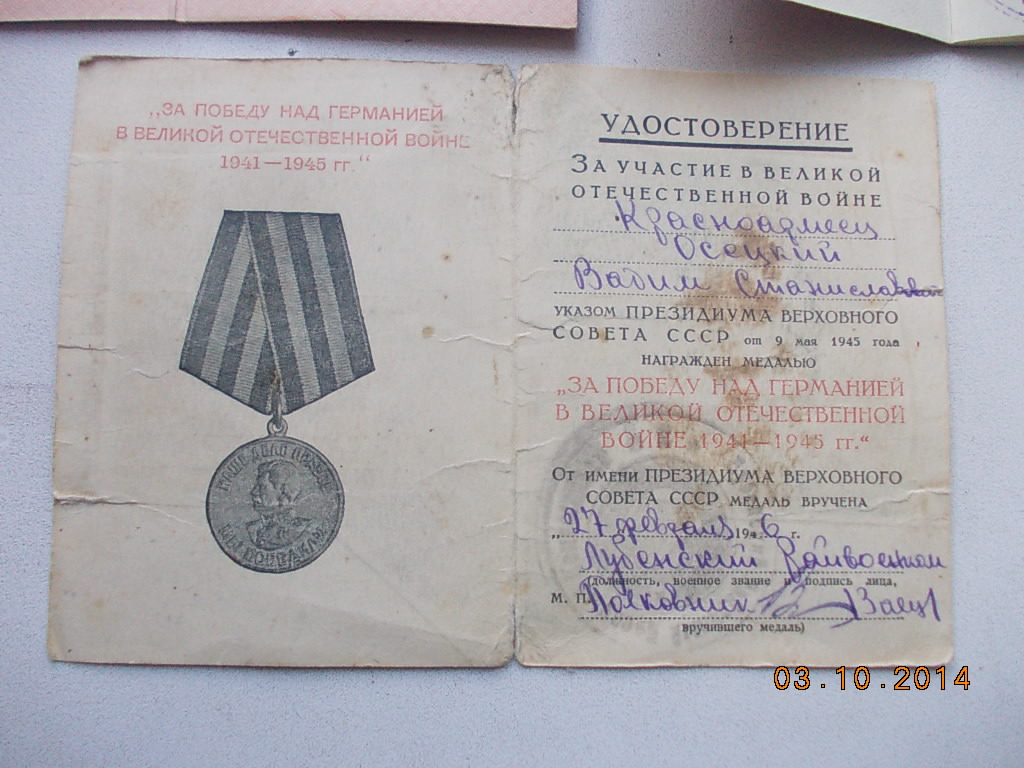 „ЗА ПОБЕДУ НАД ГЕРМАНИЕЙ
В ВЕЛИКОЙ ОТЕЧЕСТВЕННОЙ ВОЙНЕ
1941—1945 гг."
НАШЕ ДЕЛО ПРАВОЕ
МЫ ПОБЕДИЛИ
УДОСТОВЕРЕНИЕ
ЗА УЧАСТИЕ В ВЕЛИКОЙ
ОТЕЧЕСТВЕННОЙ ВОЙНЕ
Красноармеец
Осецкий
Вадим Станиславович
УКАЗОМ ПРЕЗИДИУМА ВЕРХОВНОГО
СОВЕТА СССР от 9 мая 1945 года
НАГРАЖДЕН МЕДАЛЬЮ
„ЗА ПОБЕДУ НАД ГЕРМАНИЕЙ
В ВЕЛИКОЙ ОТЕЧЕСТВЕННОЙ
ВОЙНЕ 1941—1945 гг."
ОТ ИМЕНИ ПРЕЗИДИУМА ВЕРХОВНОГО
СОВЕТА СССР МЕДАЛЬ ВРУЧЕНА
„27 февраля 1946 г.
Лубенский Райвоенком
(должность, военное звание и подпись лица,
М. П. Полковник Заец
вручившего медаль)
03.10.2014